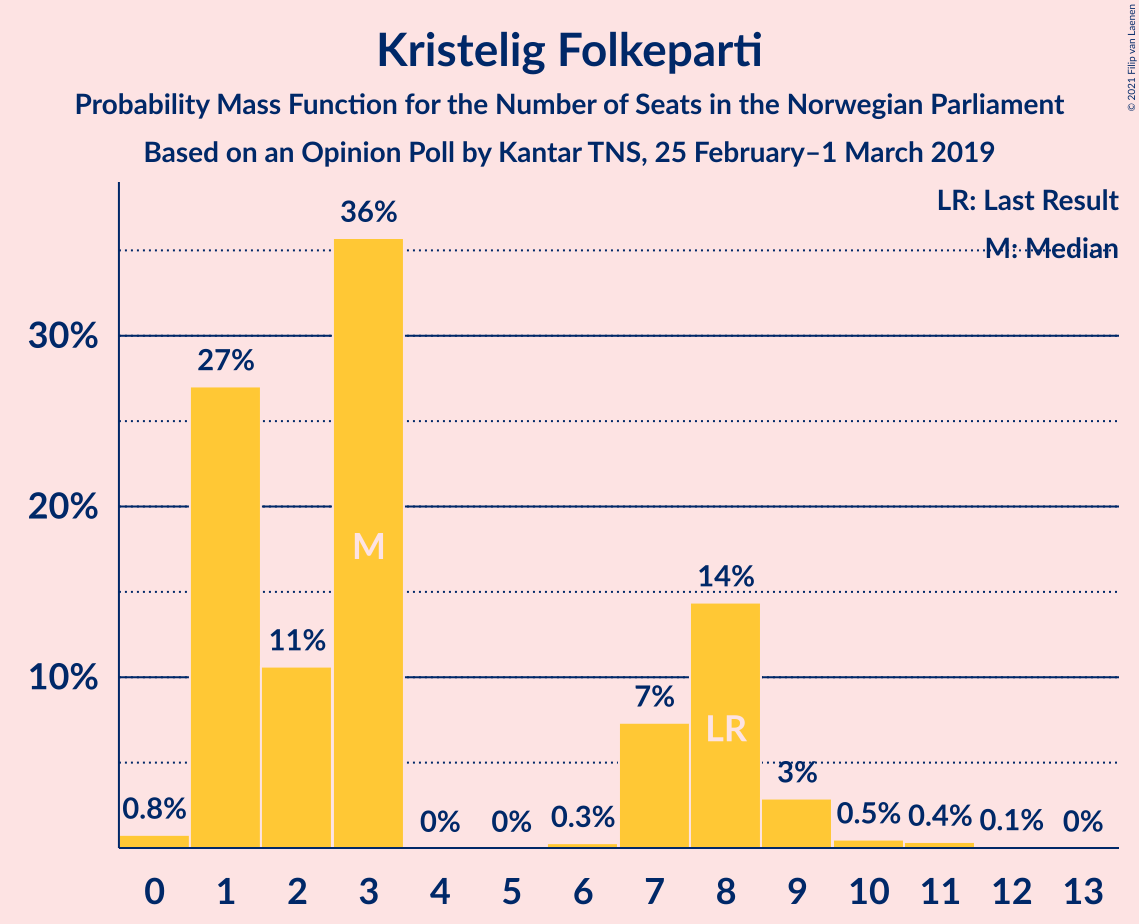 Kristelig Folkeparti
Probability Mass Function for the Number of Seats in the Norwegian Parliament
Based on an Opinion Poll by Kantar TNS, 25 February–1 March 2019
© 2021 Filip van Laenen
LR: Last Result
M: Median
30%
20%
10%
0.8%
27%
11%
36%
0%
0%
0.3%
7%
14%
3%
0.5%
0.4%
0.1%
0%
M
LR
0 1 2 3 4 5 6 7 8 9 10 11 12 13